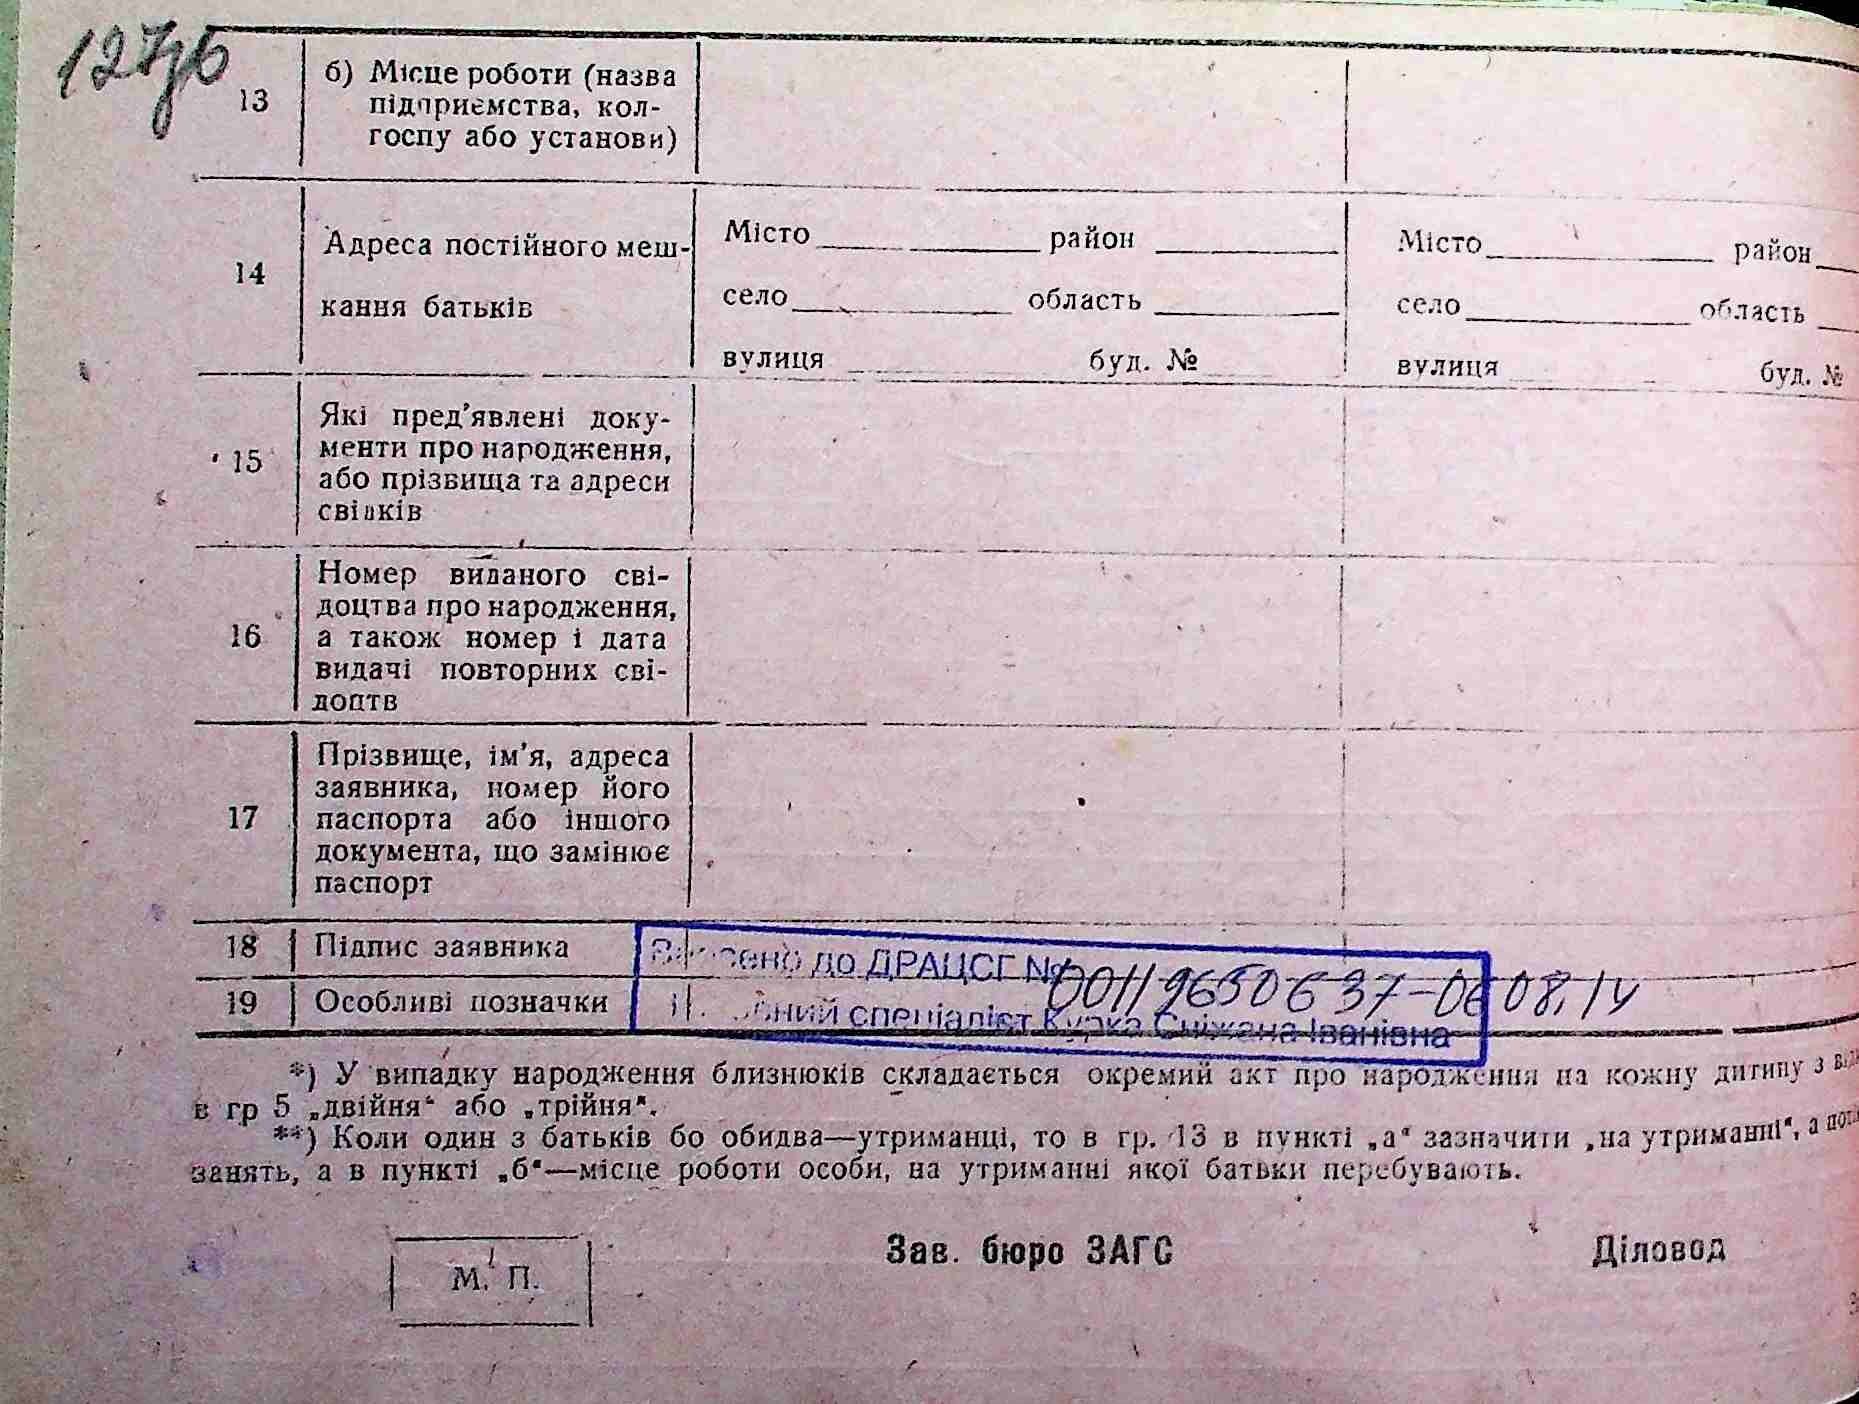 127зб
13
б) Місце роботи (назва
підприємства, кол-
госпу або установи)
14
Адреса постійного меш-
кання батьків
Місто район
село область
вулиця буд. №
Місто район
село область
вулиця буд. №
15
Які пред’явлені доку-
менти про народження,
або прізвища та адреси
свідків
16
Номер виданого сві-
доцтва про народження,
а також номер і дата
видачі повторних сві-
доцтв
17
Прізвище, ім’я, адреса
заявника, номер його
паспорта або іншого
документа, що замінює
паспорт
18 Підпис заявника
19 Особливі позначки
Внесено до ДРАЦСГ № 00119650637-06 08.14
спеціаліст Курка Сніжана Іванівна
*) У випадку народження близнюків складається окремий акт про народження на кожну дитину з
в гр 5 „двійня“ або „трійня“.
**) Коли один з батьків бо обидва—утриманці, то в гр. 13 в пункті „а“ зазначити „на утриманні“, а
занять, а в пункті „б“—місце роботи особи, на утриманні якої батьки перебувають.
М. П.
Зав. бюро ЗАГС
Діловод